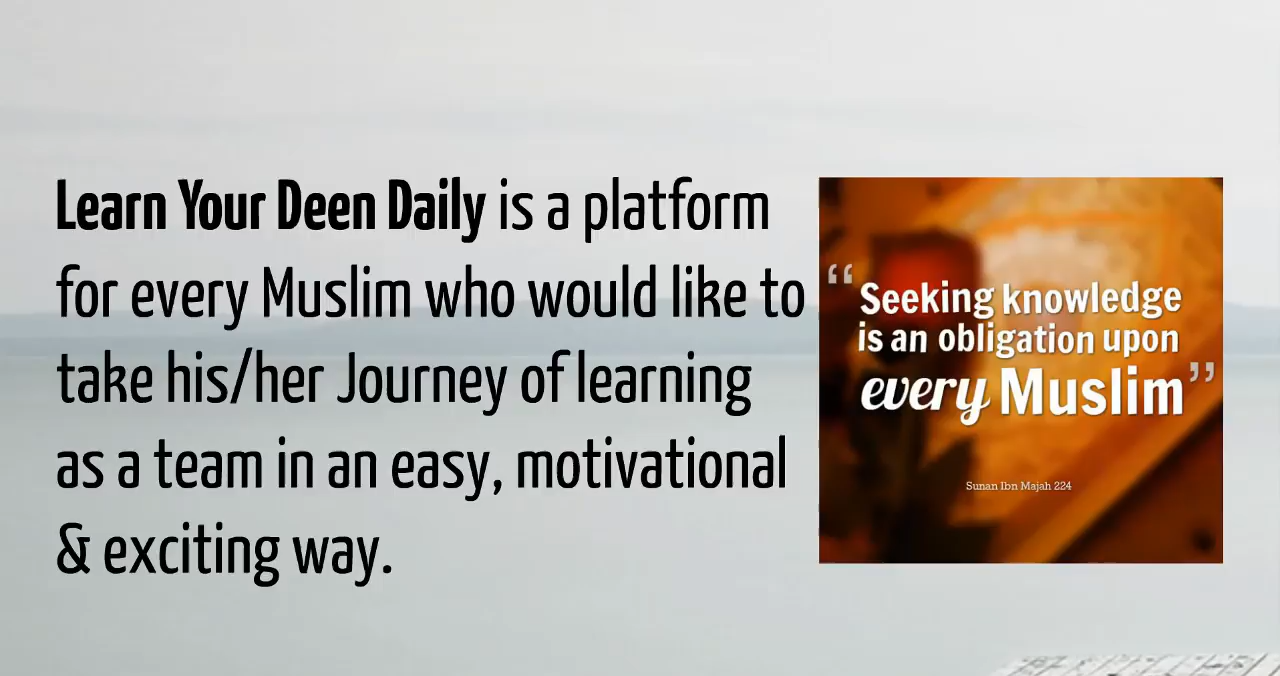 Learn Your Deen Daily is a platform
for every Muslim who would like to
take his/her Journey of learning
as a team in an easy, motivational
& exciting way.
“Seeking knowledge
is an obligation upon
every Muslim”
Sunan Ibn Majah 224